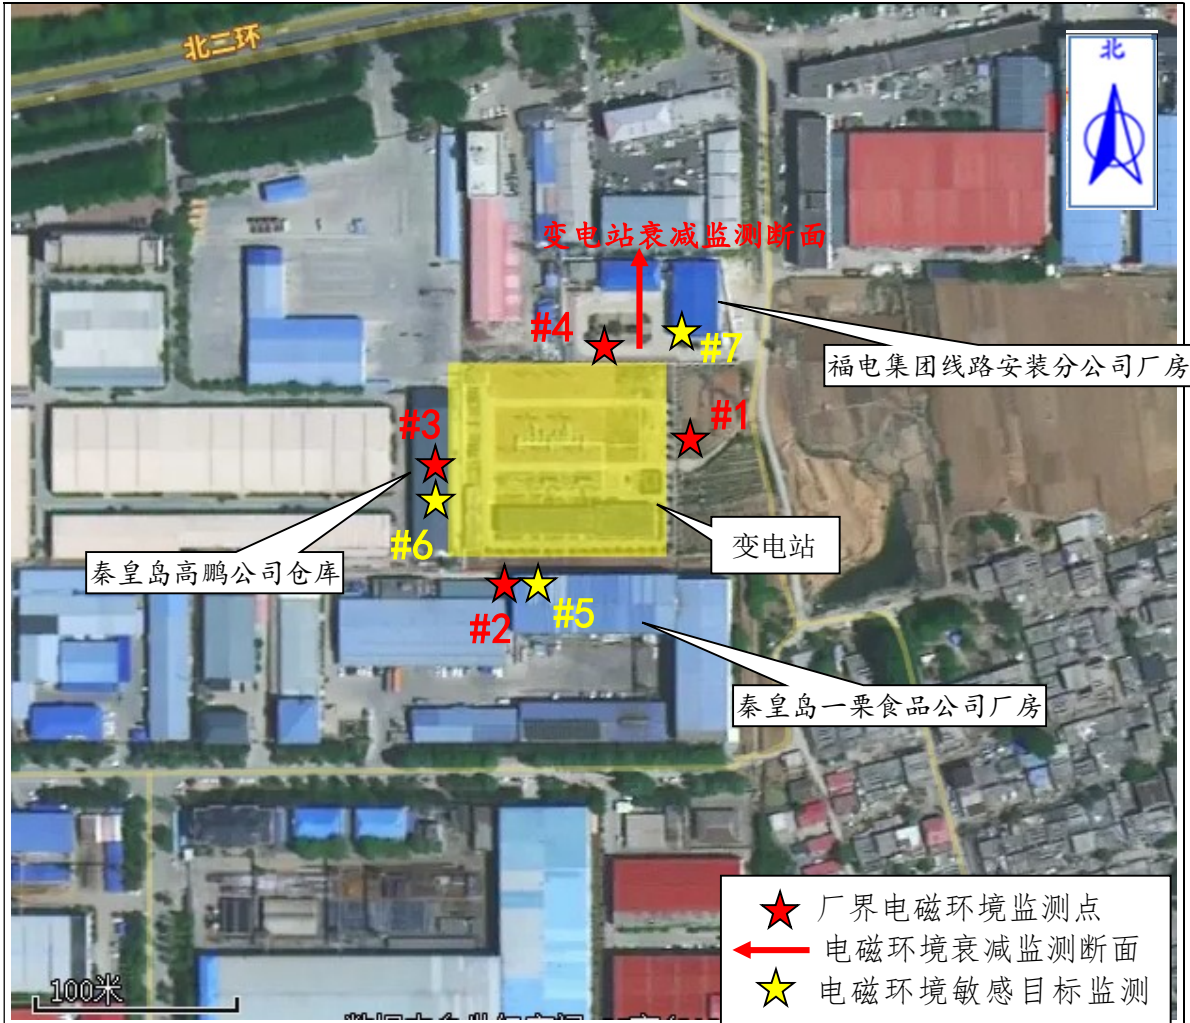 北二环
北
变电站衰减监测断面
#4
#7
福电集团线路安装分公司厂房
#3
#1
#6
变电站
秦皇岛高鹏公司仓库
#2
#5
秦皇岛一栗食品公司厂房
厂界电磁环境监测点
电磁环境衰减监测断面
电磁环境敏感目标监测
100米